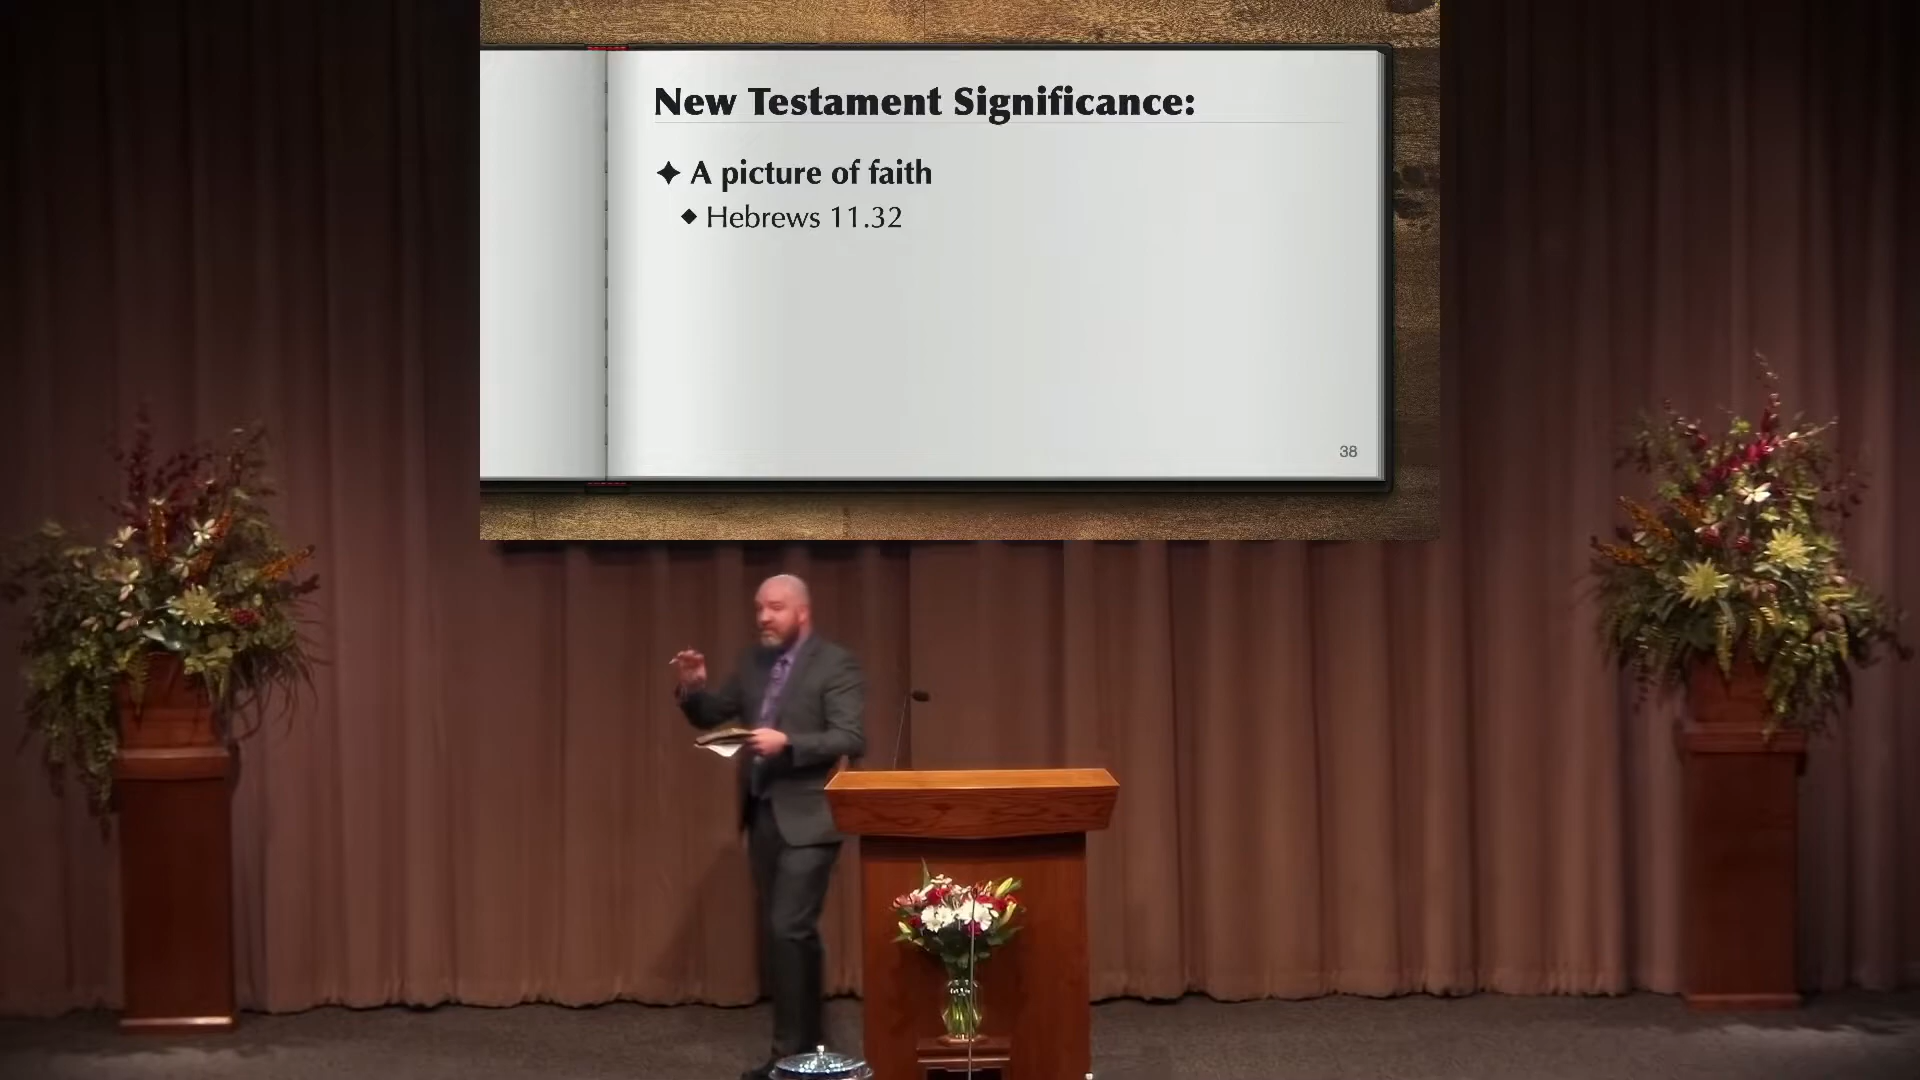 New Testament Significance:
✦ A picture of faith
◆ Hebrews 11.32
38